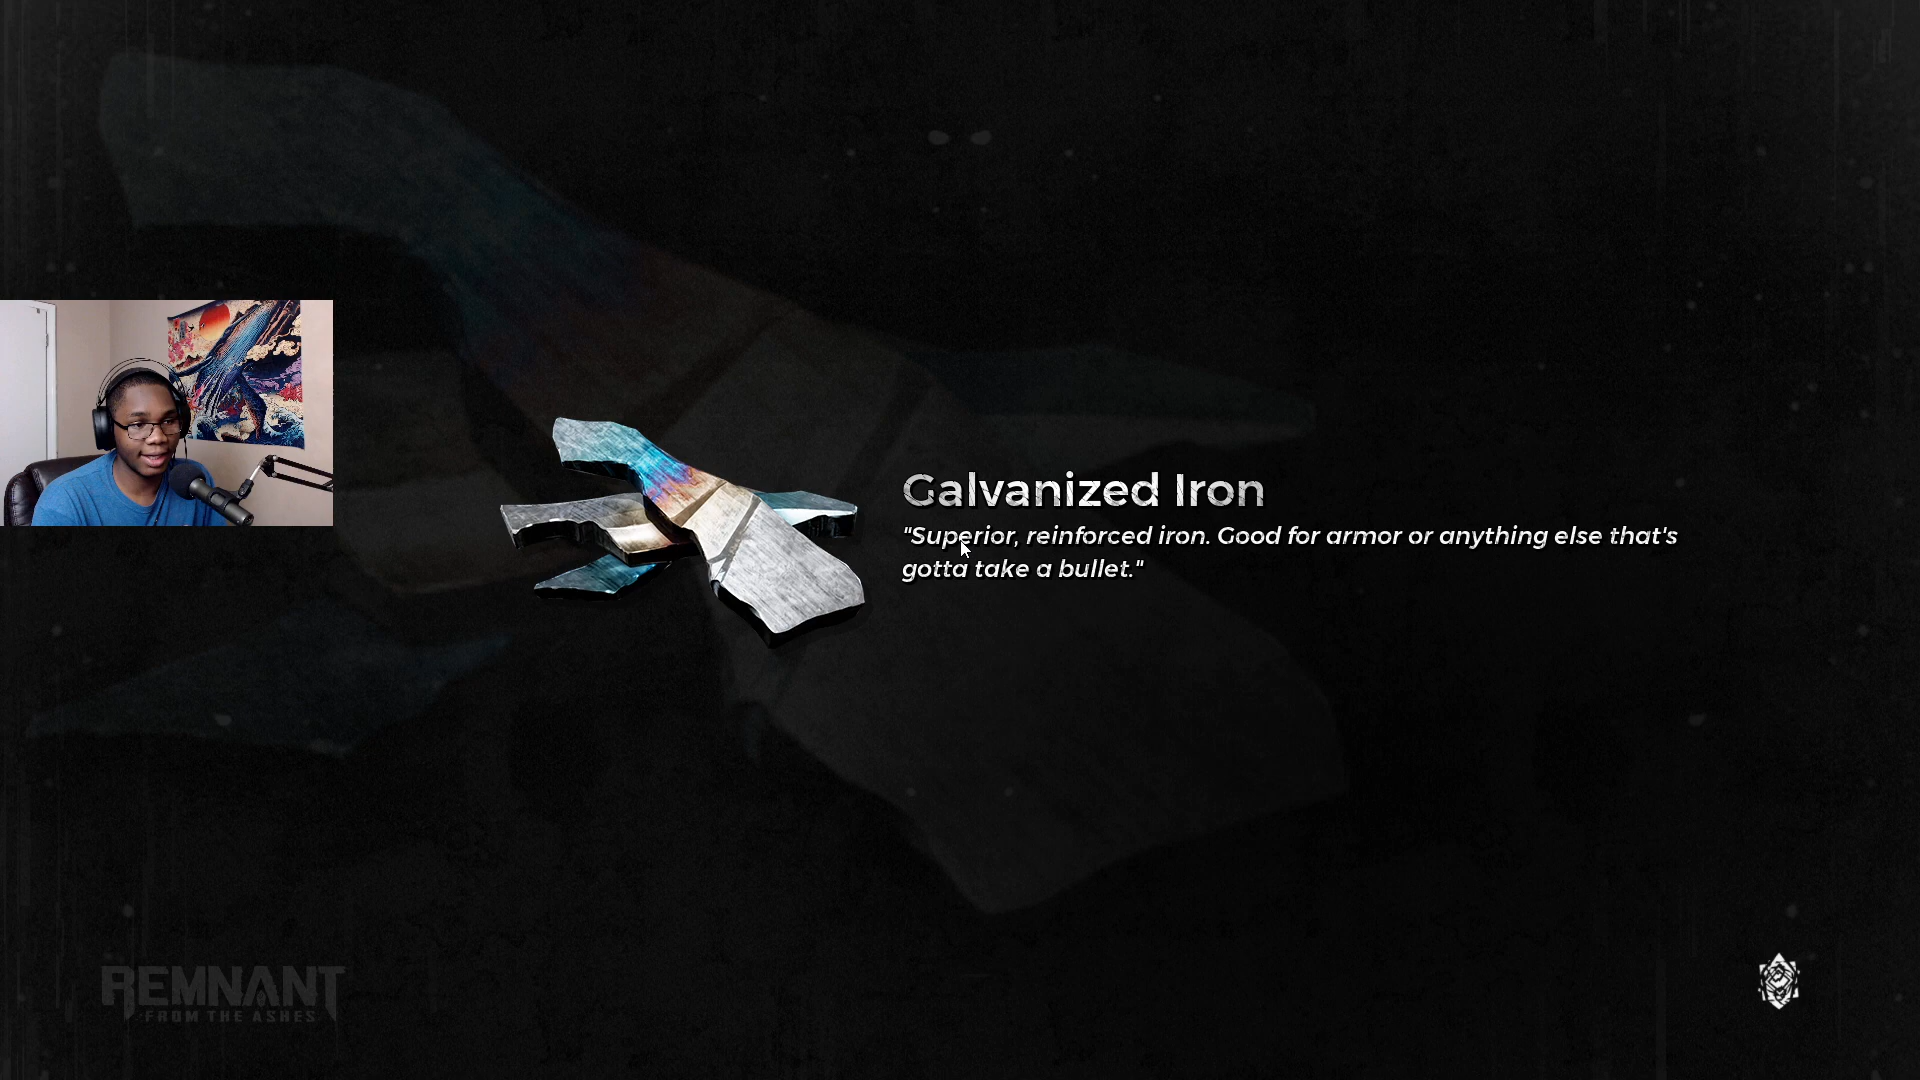 Galvanized Iron
"Superior, reinforced iron. Good for armor or anything else that's
gotta take a bullet."
REMNANT
FROM THE ASHES